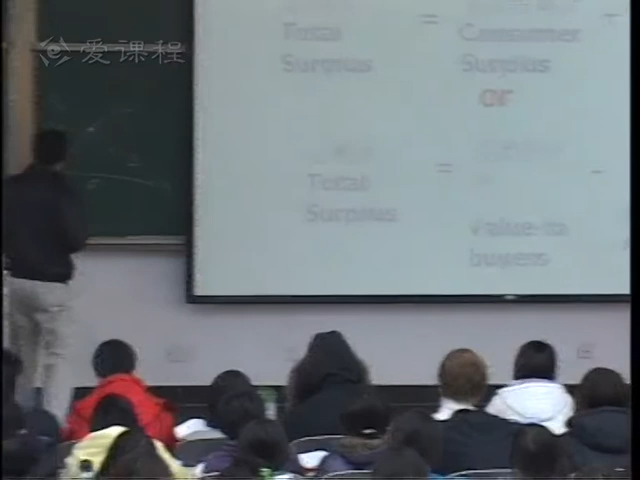 爱课程
Total = Consumer
Surplus Surplus
or
Total =
Surplus Value to
buyers